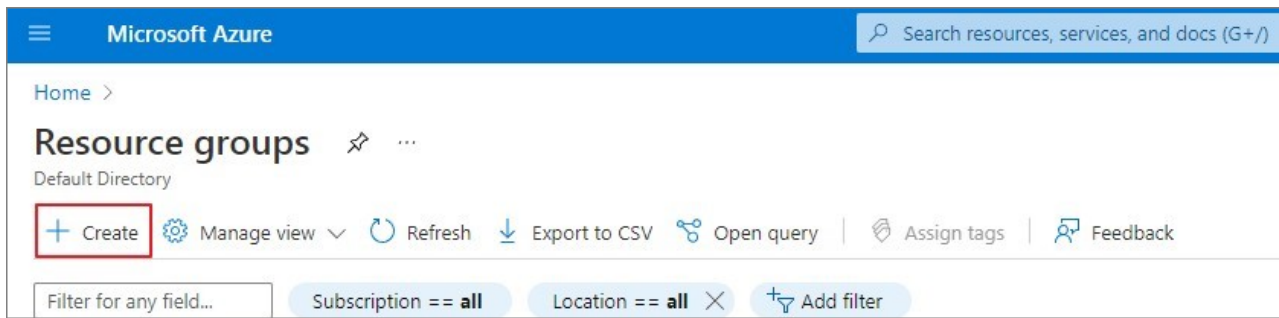 Microsoft Azure Search resources, services, and docs (G+/)
Home >
Resource groups ...
Default Directory
+ Create Manage view Refresh Export to CSV Open query Assign tags Feedback
Filter for any field... Subscription == all Location == all Add filter